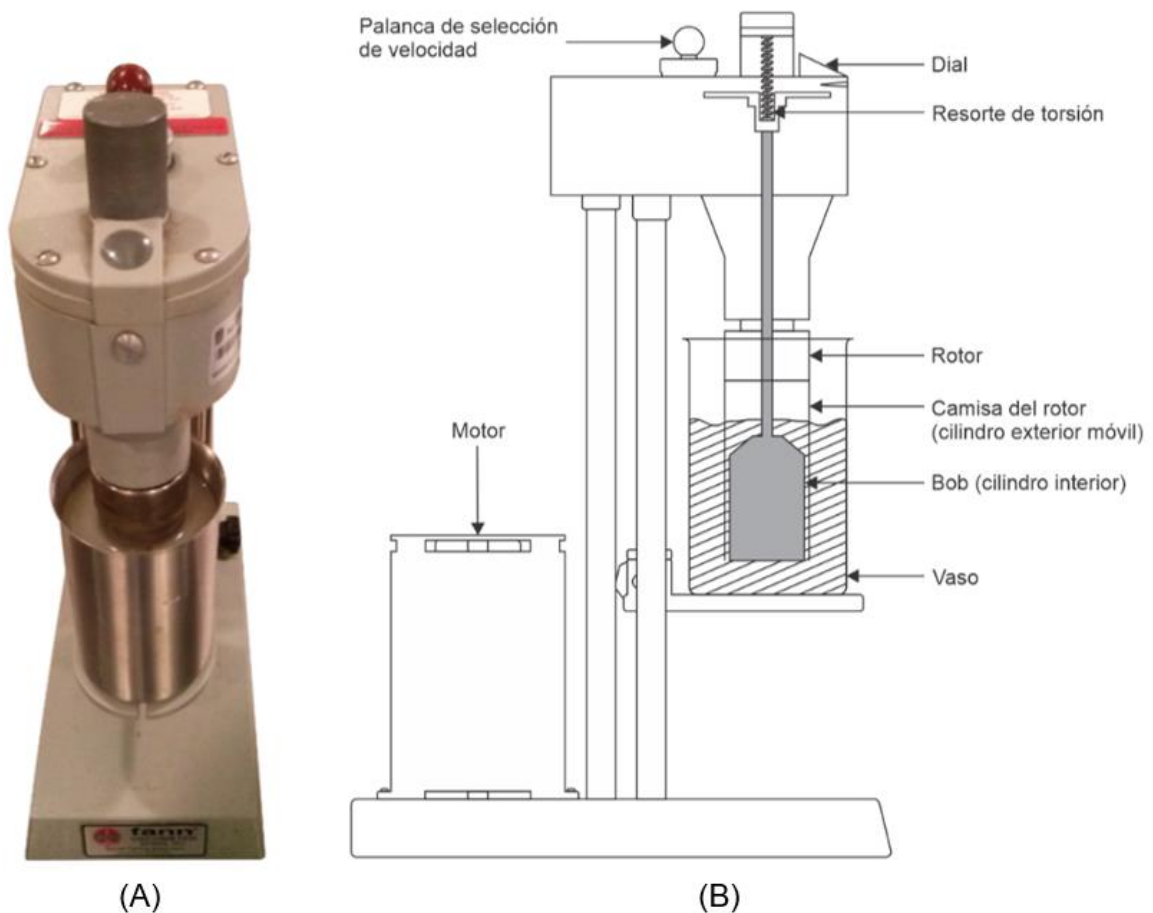 Palanca de selección
de velocidad
Dial
Resorte de torsión
Rotor
Camisa del rotor
(cilindro exterior móvil)
Motor
Bob (cilindro interior)
Vaso
fann
(A)
(B)